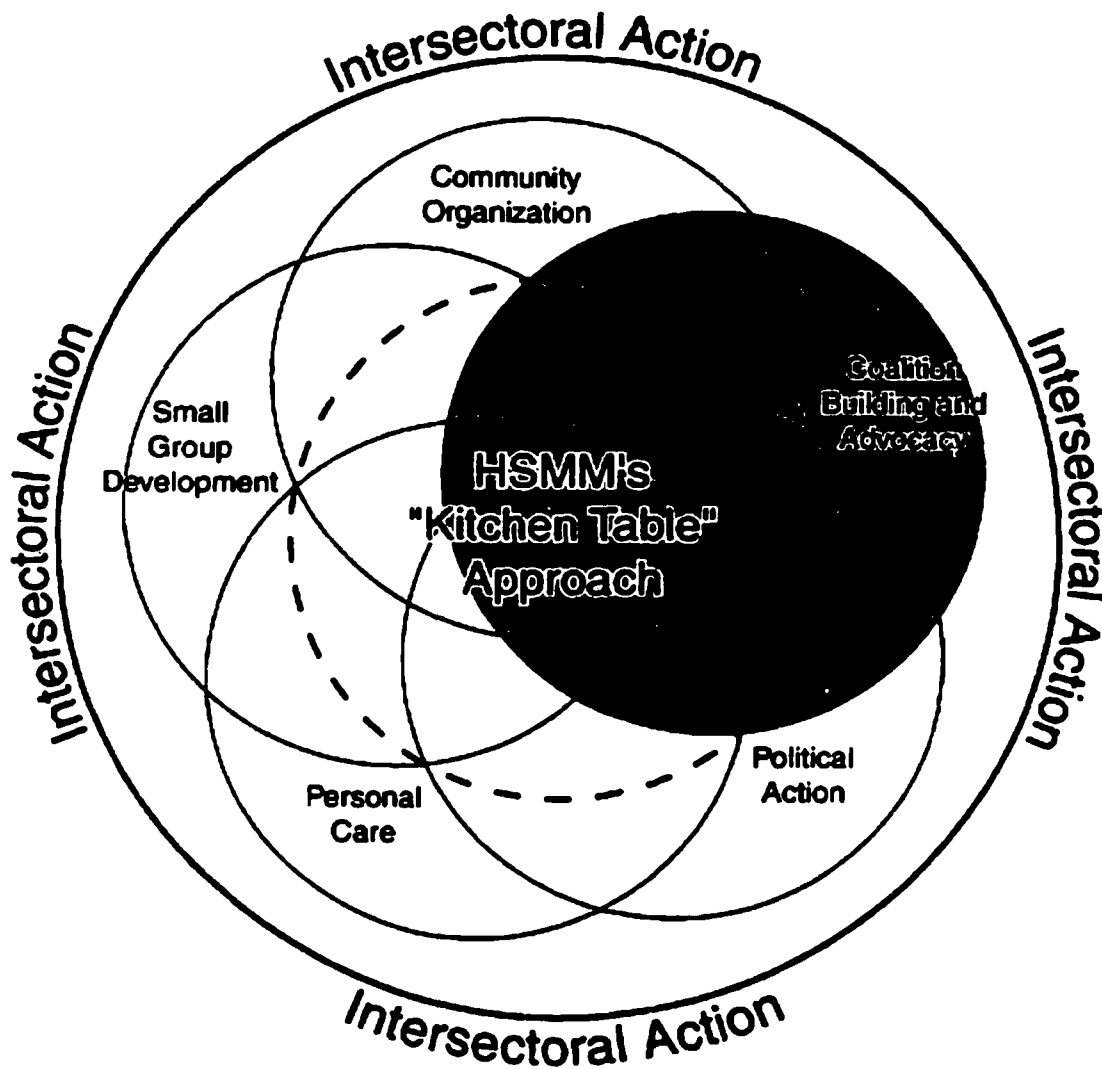 Intersectoral Action
Community
Organization
Intersectoral Action
Intersectoral Action
Coalition
Building and
Advocacy
Small
Group
Development
HSMM's
"Kitchen Table"
Approach
Political
Action
Personal
Care
Intersectoral Action